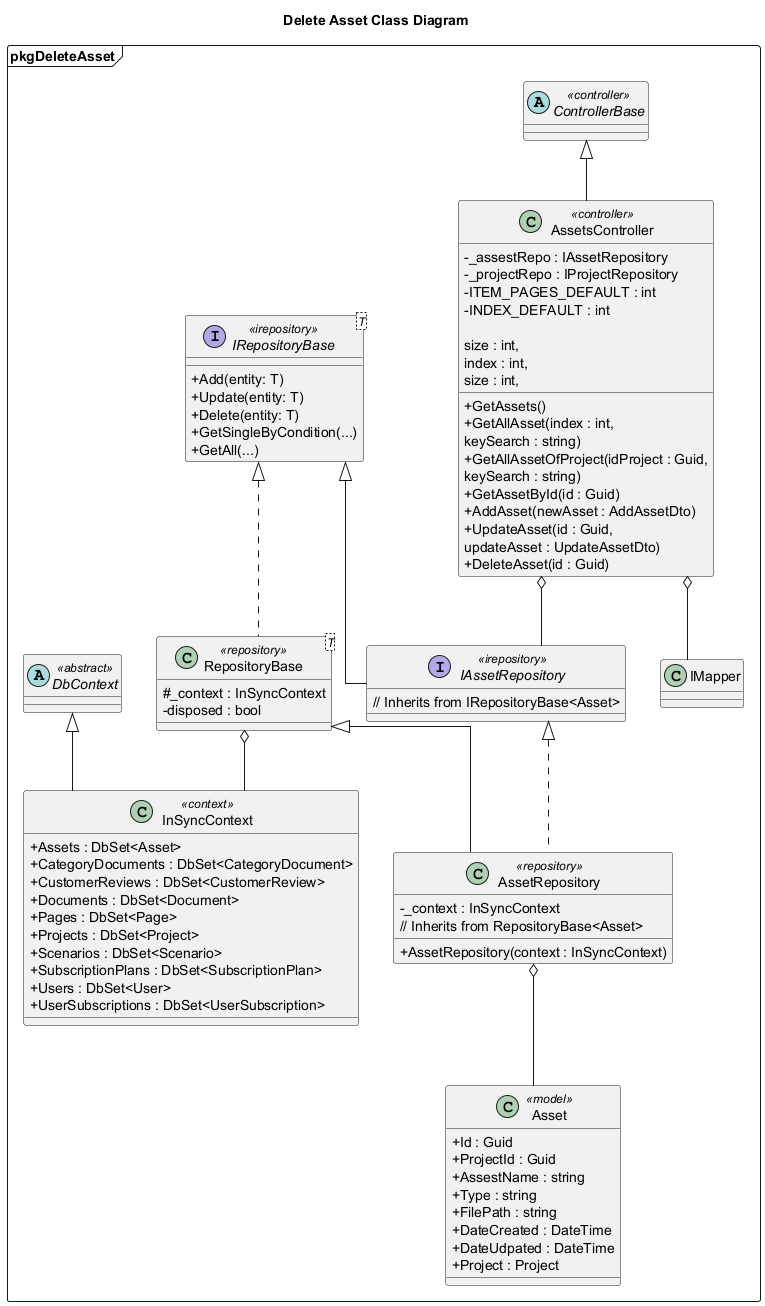 Delete Asset Class Diagram
pkgDeleteAsset
A
«controller»
ControllerBase
C
«controller»
AssetsController
-_assestRepo : IAssetRepository
-_projectRepo : IProjectRepository
-ITEM_PAGES_DEFAULT : int
-INDEX_DEFAULT : int
size : int,
index : int,
size : int,
+GetAssets()
+GetAllAsset(index : int,
keySearch : string)
+GetAllAssetOfProject(idProject : Guid,
keySearch : string)
+GetAssetById(id : Guid)
+AddAsset(newAsset : AddAssetDto)
+UpdateAsset(id : Guid,
updateAsset : UpdateAssetDto)
+DeleteAsset(id : Guid)
T
I
«irepository»
IRepositoryBase
+Add(entity: T)
+Update(entity: T)
+Delete(entity: T)
+GetSingleByCondition(...)
+GetAll(...)
A
«abstract»
DbContext
T
C
«repository»
RepositoryBase
#_context : InSyncContext
-disposed : bool
I
«irepository»
IAssetRepository
// Inherits from IRepositoryBase<Asset>
C
IMapper
C
«context»
InSyncContext
+Assets : DbSet<Asset>
+CategoryDocuments : DbSet<CategoryDocument>
+CustomerReviews : DbSet<CustomerReview>
+Documents : DbSet<Document>
+Pages : DbSet<Page>
+Projects : DbSet<Project>
+Scenarios : DbSet<Scenario>
+SubscriptionPlans : DbSet<SubscriptionPlan>
+Users : DbSet<User>
+UserSubscriptions : DbSet<UserSubscription>
C
«repository»
AssetRepository
-_context : InSyncContext
// Inherits from RepositoryBase<Asset>
+AssetRepository(context : InSyncContext)
C
«model»
Asset
+Id : Guid
+ProjectId : Guid
+AssestName : string
+Type : string
+FilePath : string
+DateCreated : DateTime
+DateUdpated : DateTime
+Project : Project